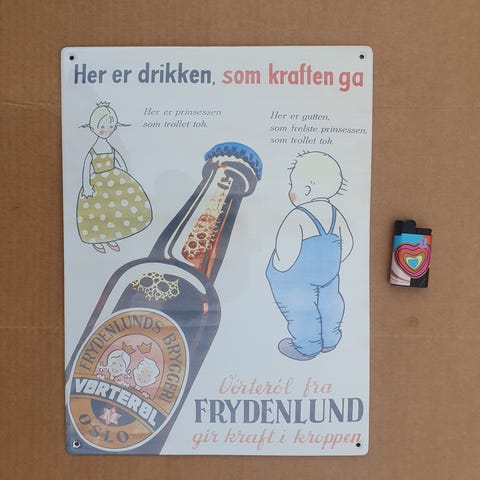 Her er drikken, som kraften ga
Her er prinsessen
som trollet tok.
Her er gutten,
som frelste prinsessen,
som trollet tok.
FRYDENLUNDS BRYGGERI
VØRTERØL
OSLO
Vörteröl fra
FRYDENLUND
gir kraft i kroppen